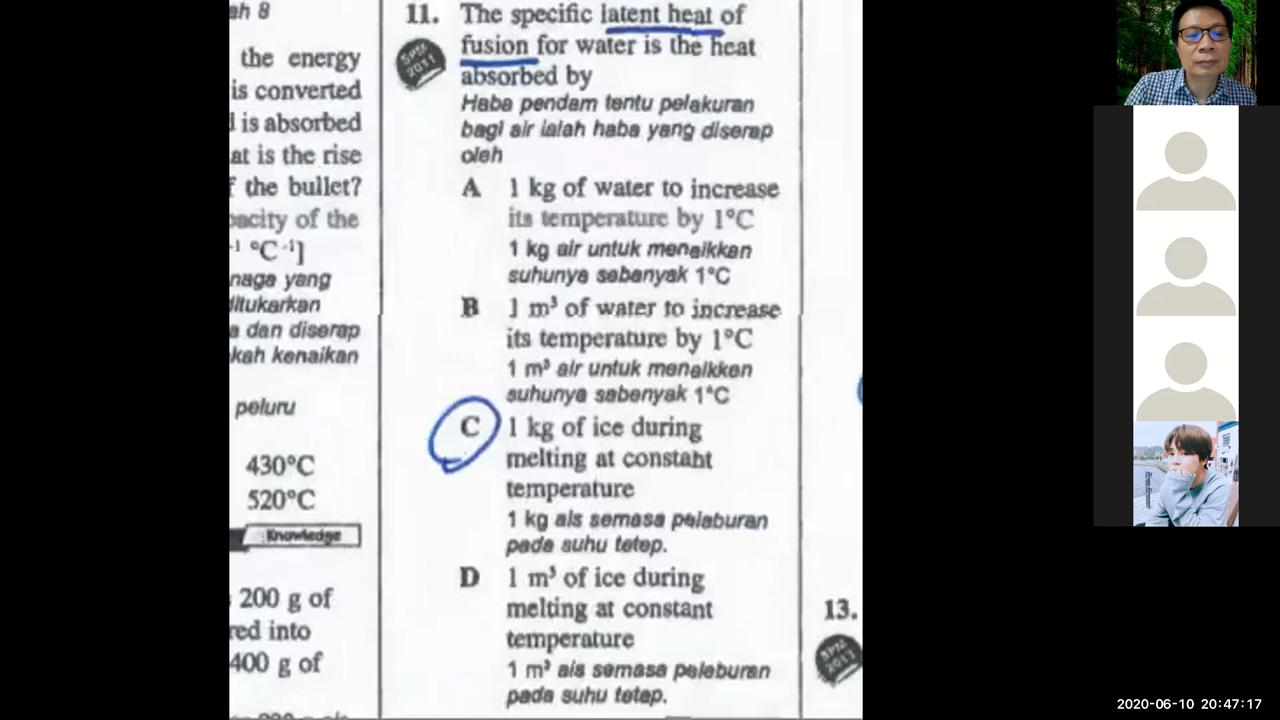 ah 8
the energy
is converted
d is absorbed
at is the rise
f the bullet?
pacity of the
-1 °C-1]
naga yang
ditukarkan
a dan diserap
kah kenaikan
peluru
430°C
520°C
Knowledge
200 g of
red into
400 g of
11. The specific latent heat of
fusion for water is the heat
absorbed by
SPM
2011
Haba pendam tentu pelakuran
bagi air ialah haba yang diserap
oleh
A 1 kg of water to increase
its temperature by 1°C
1 kg air untuk menaikkan
suhunya sebanyak 1°C
B 1 m³ of water to increase
its temperature by 1°C
1 m³ air untuk menaikkan
suhunya sebanyak 1°C
C 1 kg of ice during
melting at constant
temperature
1 kg ais semasa peleburan
pada suhu tetap.
D 1 m³ of ice during
melting at constant
temperature
1 m³ ais semasa peleburan
pada suhu tetap.
13.
SPM
2011
2020-06-10 20:47:17